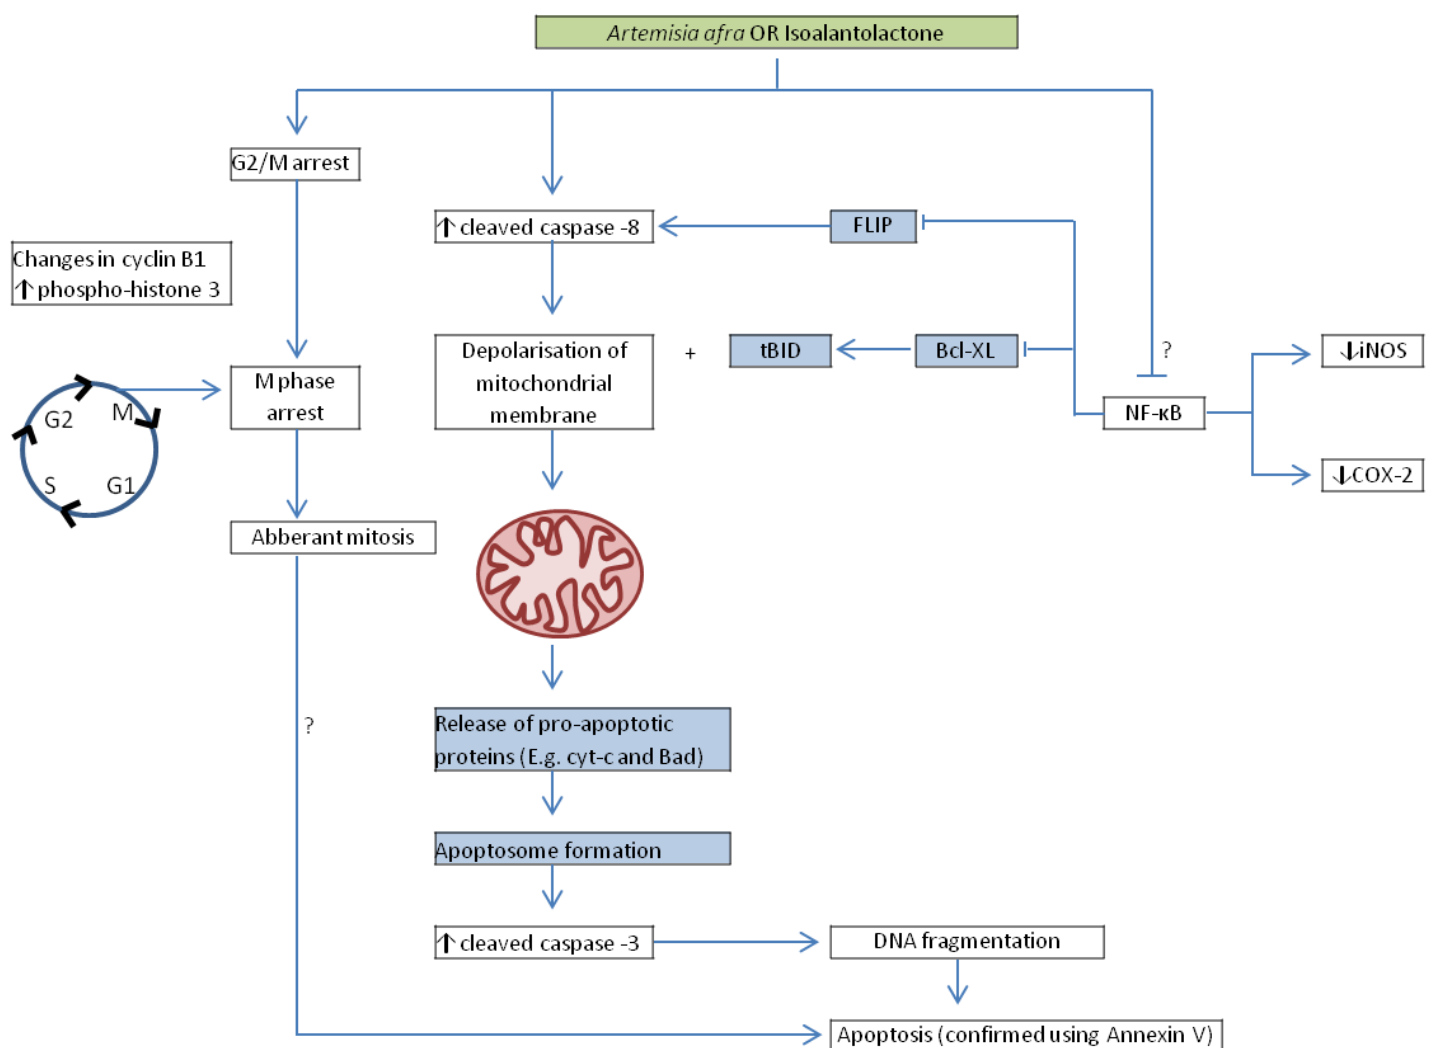 Artemisia afra OR Isoalantolactone
G2/M arrest
↑ cleaved caspase -8
FLIP
Changes in cyclin B1
↑ phospho-histone 3
Depolarisation of
mitochondrial
membrane
+
tBID
Bcl-XL
?
↓iNOS
M phase
arrest
NF-κB
G2
M
S
G1
↓COX-2
Abberant mitosis
?
Release of pro-apoptotic
proteins (E.g. cyt-c and Bad)
Apoptosome formation
↑ cleaved caspase -3
DNA fragmentation
Apoptosis (confirmed using Annexin V)